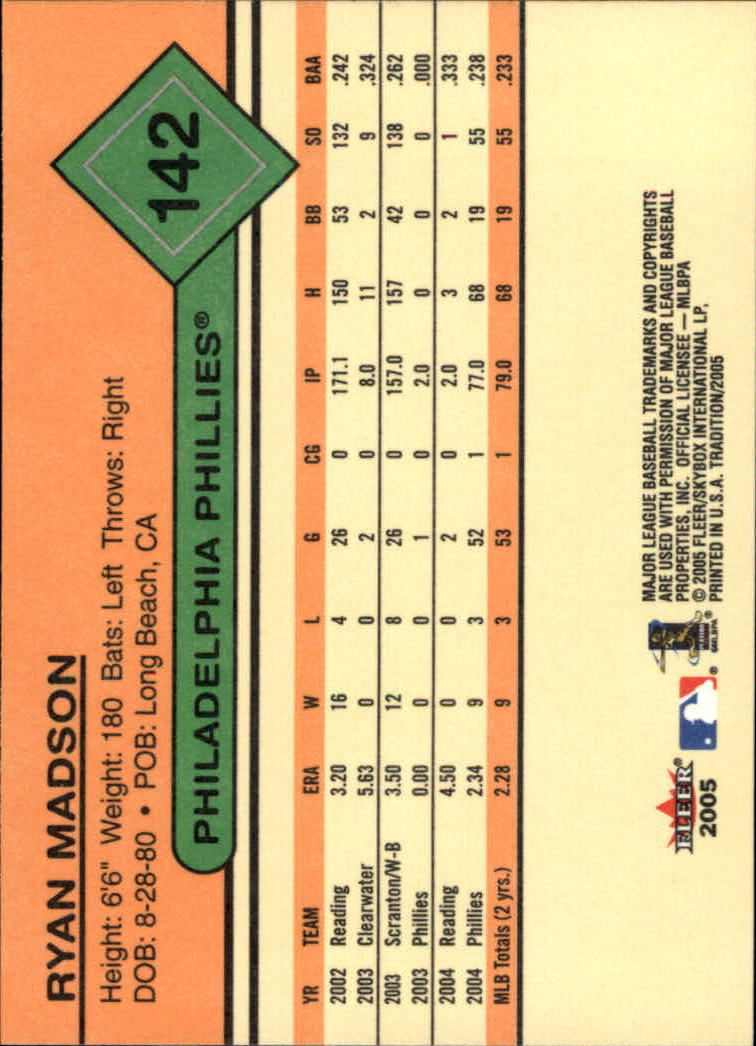 RYAN MADSON
142
Height: 6'6" Weight: 180 Bats: Left Throws: Right
DOB: 8-28-80 • POB: Long Beach, CA
PHILADELPHIA PHILLIES®
YR TEAM ERA W L G CG IP H BB SO BAA
2002 Reading 3.20 16 4 26 0 171.1 150 53 132 .242
2003 Clearwater 5.63 0 0 2 0 8.0 11 2 9 .324
2003 Scranton/W-B 3.50 12 8 26 0 157.0 157 42 138 .262
2003 Phillies 0.00 0 0 1 0 2.0 0 0 0 .000
2004 Reading 4.50 0 0 2 0 2.0 3 2 1 .333
2004 Phillies 2.34 9 3 52 1 77.0 68 19 55 .238
MLB Totals (2 yrs.) 2.28 9 3 53 1 79.0 68 19 55 .233
FLEER®
2005
®
©MLBPA
®
MAJOR LEAGUE BASEBALL TRADEMARKS AND COPYRIGHTS
ARE USED WITH PERMISSION OF MAJOR LEAGUE BASEBALL
PROPERTIES, INC. OFFICIAL LICENSEE — MLBPA
© 2005 FLEER/SKYBOX INTERNATIONAL LP,
PRINTED IN U.S.A. TRADITION/2005